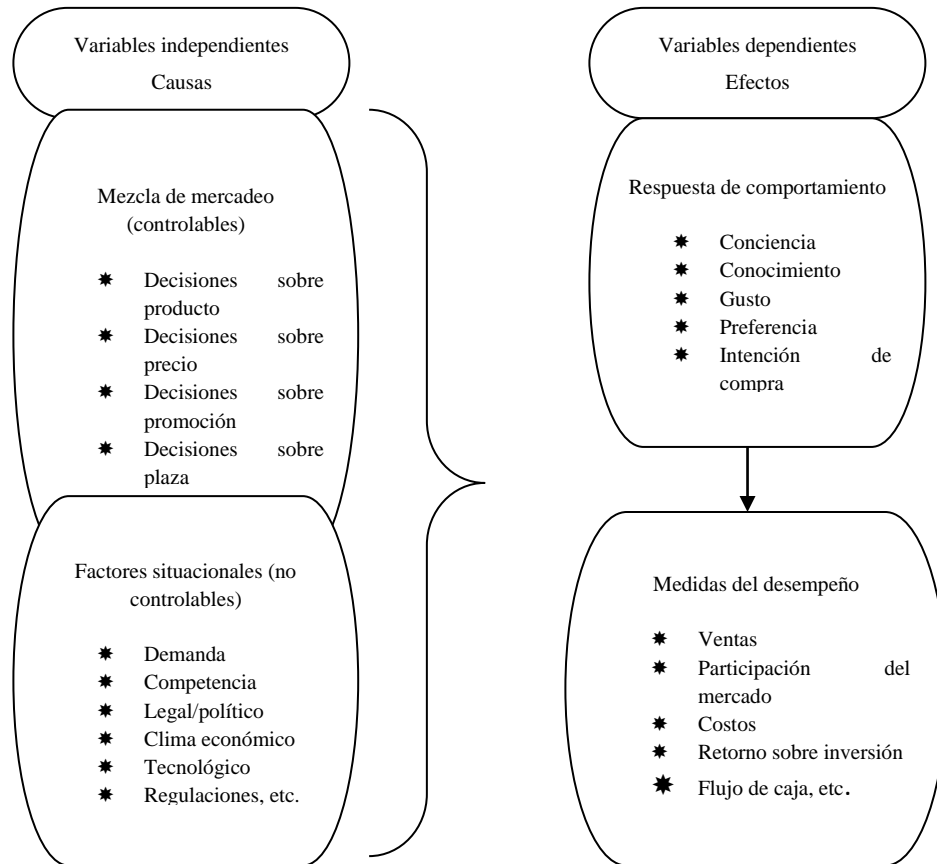 Variables independientes
Causas
Mezcla de mercadeo
(controlables)
Decisiones sobre
producto
Decisiones sobre
precio
Decisiones sobre
promoción
Decisiones sobre
plaza
Factores situacionales (no
controlables)
Demanda
Competencia
Legal/político
Clima económico
Tecnológico
Regulaciones, etc.
Variables dependientes
Efectos
Respuesta de comportamiento
Conciencia
Conocimiento
Gusto
Preferencia
Intención de
compra
Medidas del desempeño
Ventas
Participación del
mercado
Costos
Retorno sobre inversión
Flujo de caja, etc.